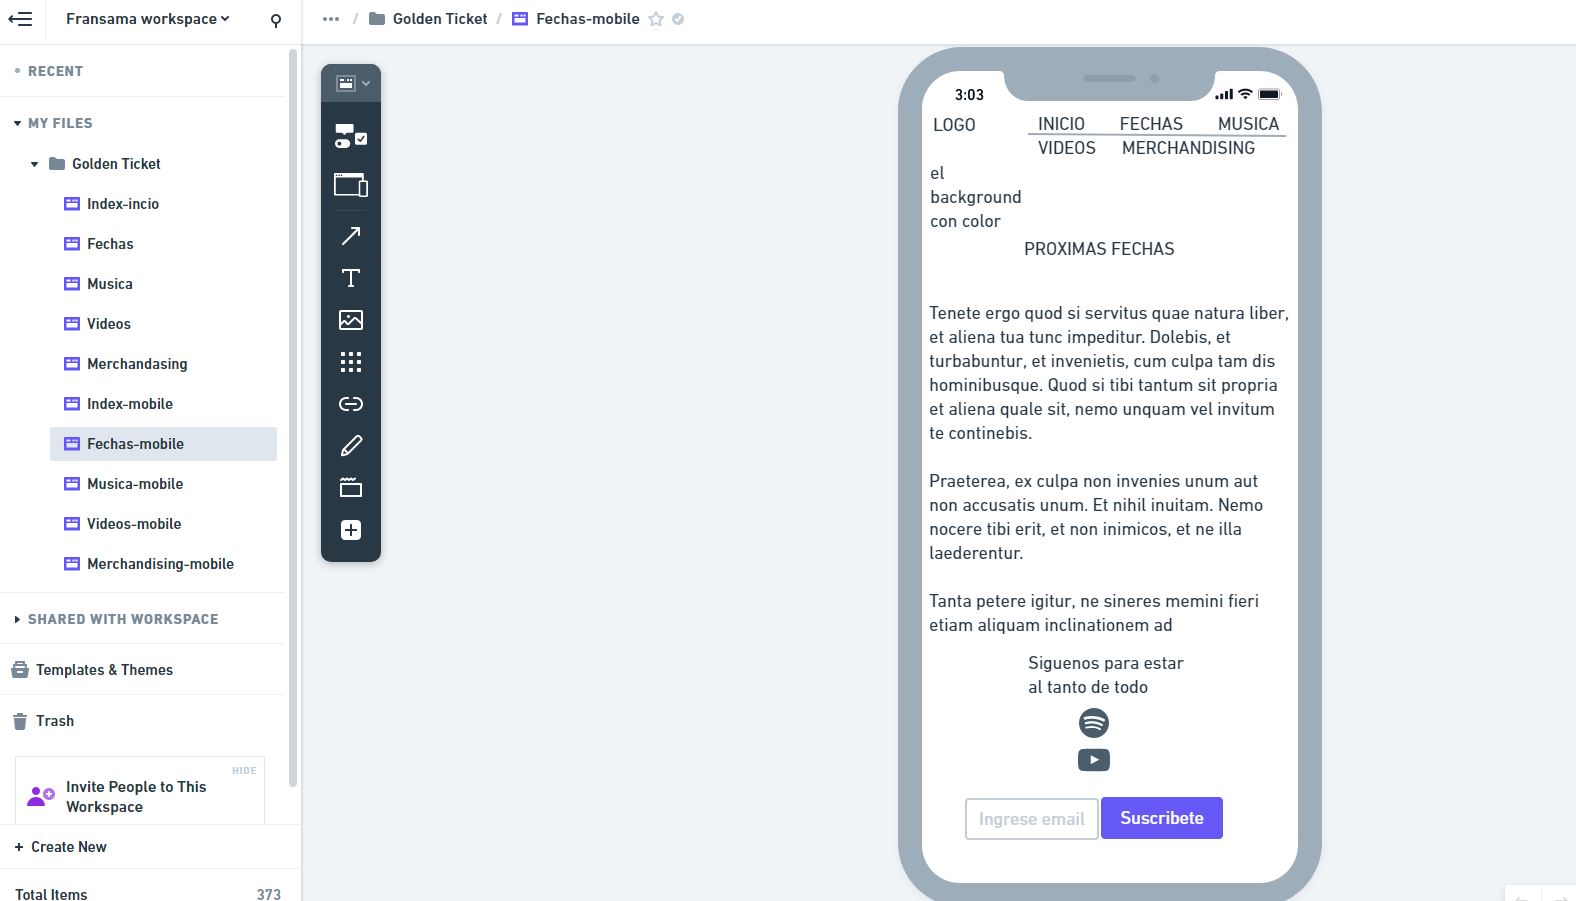 Fransama workspace
Golden Ticket / Fechas-mobile
RECENT
MY FILES
Golden Ticket
Index-incio
Fechas
Musica
Videos
Merchandasing
Index-mobile
Fechas-mobile
Musica-mobile
Videos-mobile
Merchandising-mobile
SHARED WITH WORKSPACE
Templates & Themes
Trash
HIDE
Invite People to This
Workspace
+ Create New
Total Items 373
T
3:03
LOGO INICIO FECHAS MUSICA
VIDEOS MERCHANDISING
el
background
con color
PROXIMAS FECHAS
Tenete ergo quod si servitus quae natura liber,
et aliena tua tunc impeditur. Dolebis, et
turbabuntur, et invenietis, cum culpa tam dis
hominibusque. Quod si tibi tantum sit propria
et aliena quale sit, nemo unquam vel invitum
te continebis.
Praeterea, ex culpa non invenies unum aut
non accusatis unum. Et nihil inuitam. Nemo
nocere tibi erit, et non inimicos, et ne illa
laederentur.
Tanta petere igitur, ne sineres memini fieri
etiam aliquam inclinationem ad
Siguenos para estar
al tanto de todo
Ingrese email Suscribete